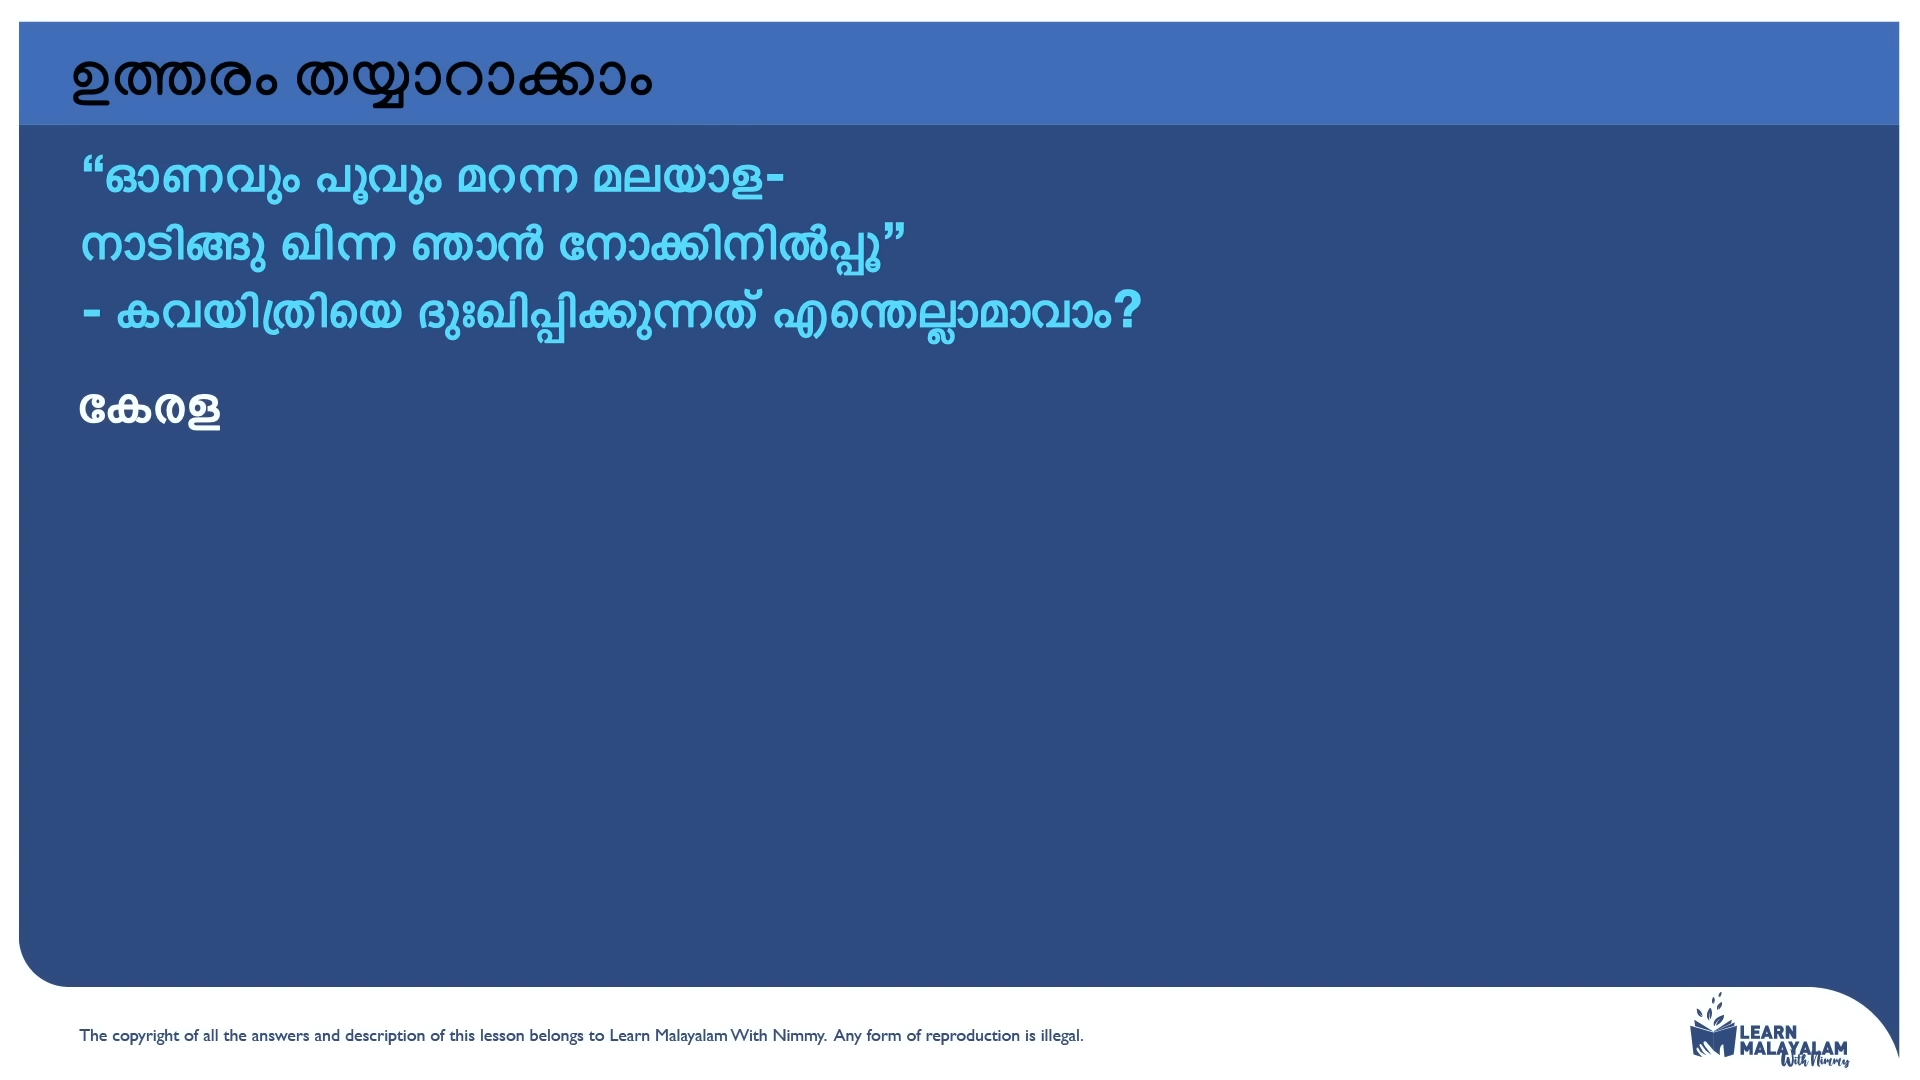 ഉത്തരം തയ്യാറാക്കാം
“ഓണവും പൂവും മറന്ന മലയാള-
നാടിങ്ങു ഖിന്ന ഞാൻ നോക്കിനിൽപ്പൂ”
- കവയിത്രിയെ ദുഃഖിപ്പിക്കുന്നത് എന്തെല്ലാമാവാം?
കേരള
The copyright of all the answers and description of this lesson belongs to Learn Malayalam With Nimmy. Any form of reproduction is illegal.
LEARN
MALAYALAM
With Nimmy